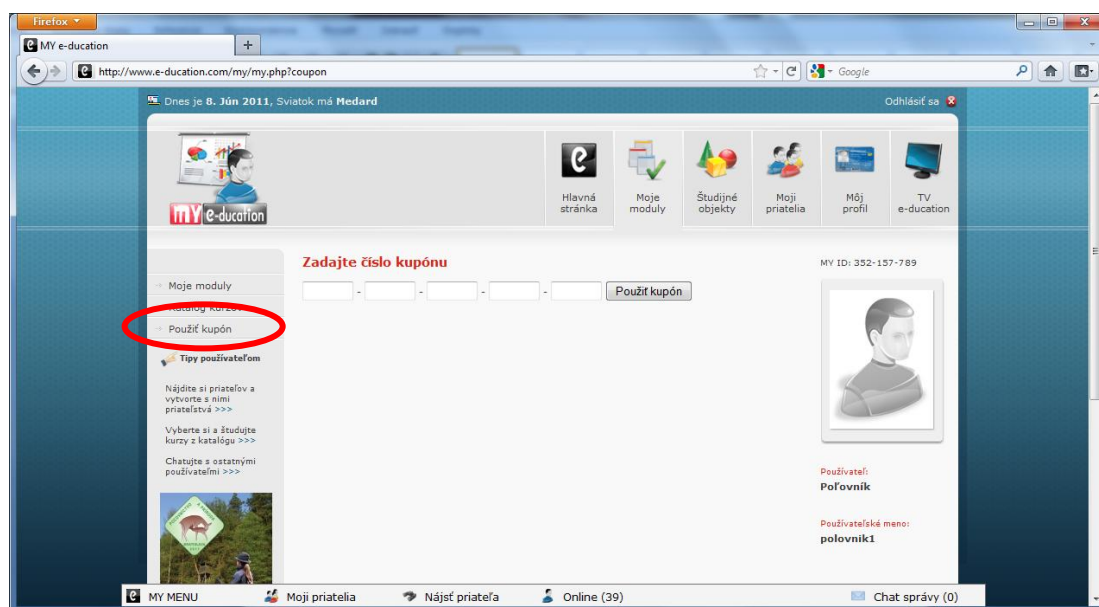 Firefox
MY e-ducation
http://www.e-ducation.com/my/my.php?coupon
Google
Dnes je 8. Jún 2011, Sviatok má Medard
Odhlásiť sa
mY e-ducation
Hlavná stránka
Moje moduly
Študijné objekty
Moji priatelia
Môj profil
TV e-ducation
Moje moduly
Katalóg kurzov
Použiť kupón
Tipy používateľom
Nájdite si priateľov a
vytvorte s nimi
priateľstvá >>>
Vyberte si a študujte
kurzy z katalógu >>>
Chatujte s ostatnými
používateľmi >>>
Zadajte číslo kupónu
- - - - Použiť kupón
MY ID: 352-157-789
Používateľ:
Poľovník
Používateľské meno:
polovnik1
MY MENU
Moji priatelia
Nájsť priateľa
Online (39)
Chat správy (0)